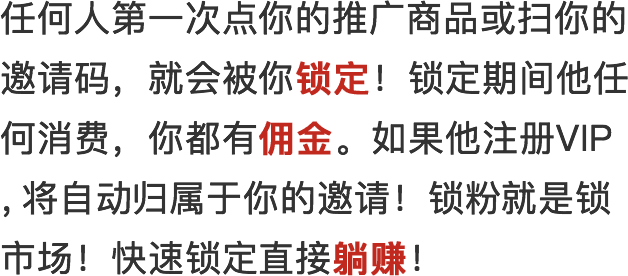 任何人第一次点你的推广商品或扫你的
邀请码，就会被你锁定！锁定期间他任
何消费，你都有佣金。如果他注册VIP
，将自动归属于你的邀请！锁粉就是锁
市场！快速锁定直接躺赚！